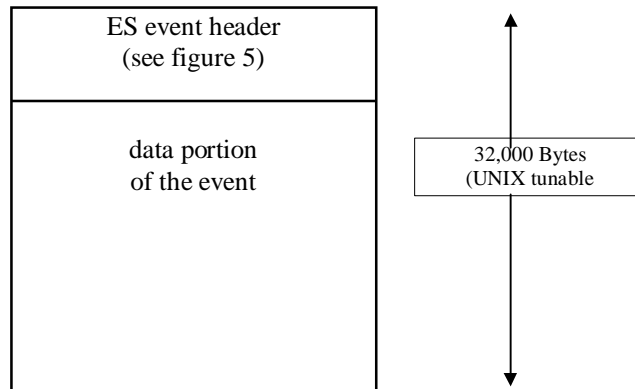 ES event header
(see figure 5)
data portion
of the event
32,000 Bytes
(UNIX tunable